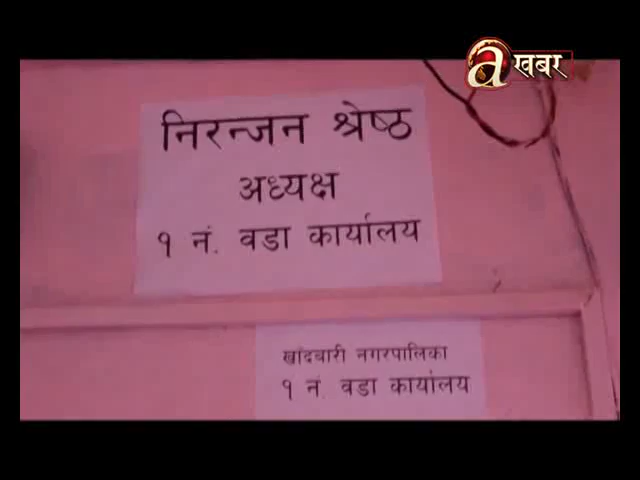 a खबर
निरन्जन श्रेष्ठ
अध्यक्ष
१ नं. वडा कार्यालय
खांदबारी नगरपालिका
१ नं. वडा कार्यालय